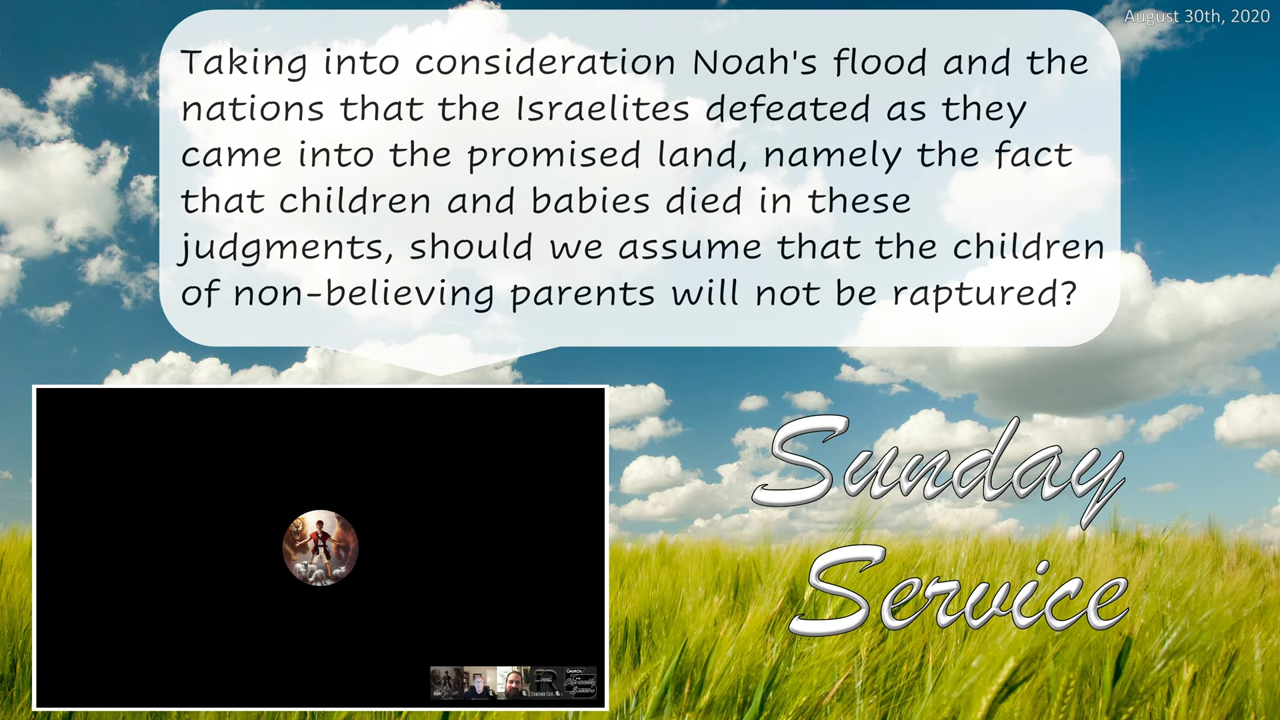 August 30th, 2020
Taking into consideration Noah's flood and the
nations that the Israelites defeated as they
came into the promised land, namely the fact
that children and babies died in these
judgments, should we assume that the children
of non-believing parents will not be raptured?
Sunday
Service